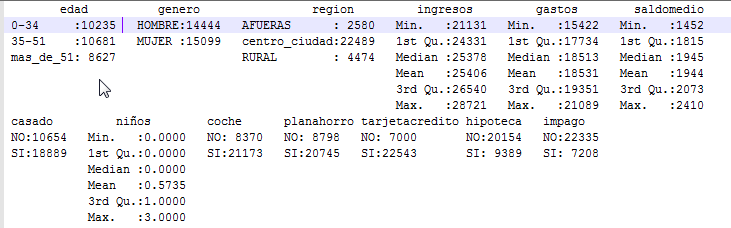 edad genero region ingresos gastos saldomedio
0-34 :10235 HOMBRE:14444 AFUERAS : 2580 Min. :21131 Min. :15422 Min. :1452
35-51 :10681 MUJER :15099 centro_ciudad:22489 1st Qu.:24331 1st Qu.:17734 1st Qu.:1815
mas_de_51: 8627 RURAL : 4474 Median :25378 Median :18513 Median :1944
Mean :25406 Mean :18531 Mean :1945
3rd Qu.:26540 3rd Qu.:19351 3rd Qu.:2073
Max. :28721 Max. :21089 Max. :2410
casado niños coche planahorro tarjetacredito hipoteca impago
NO:10654 Min. :0.0000 NO: 8370 NO: 8798 NO: 7000 NO:20154 NO:22335
SI:18889 1st Qu.:0.0000 SI:21173 SI:20745 SI:22543 SI: 9389 SI: 7208
Median :0.0000
Mean :0.5735
3rd Qu.:1.0000
Max. :3.0000